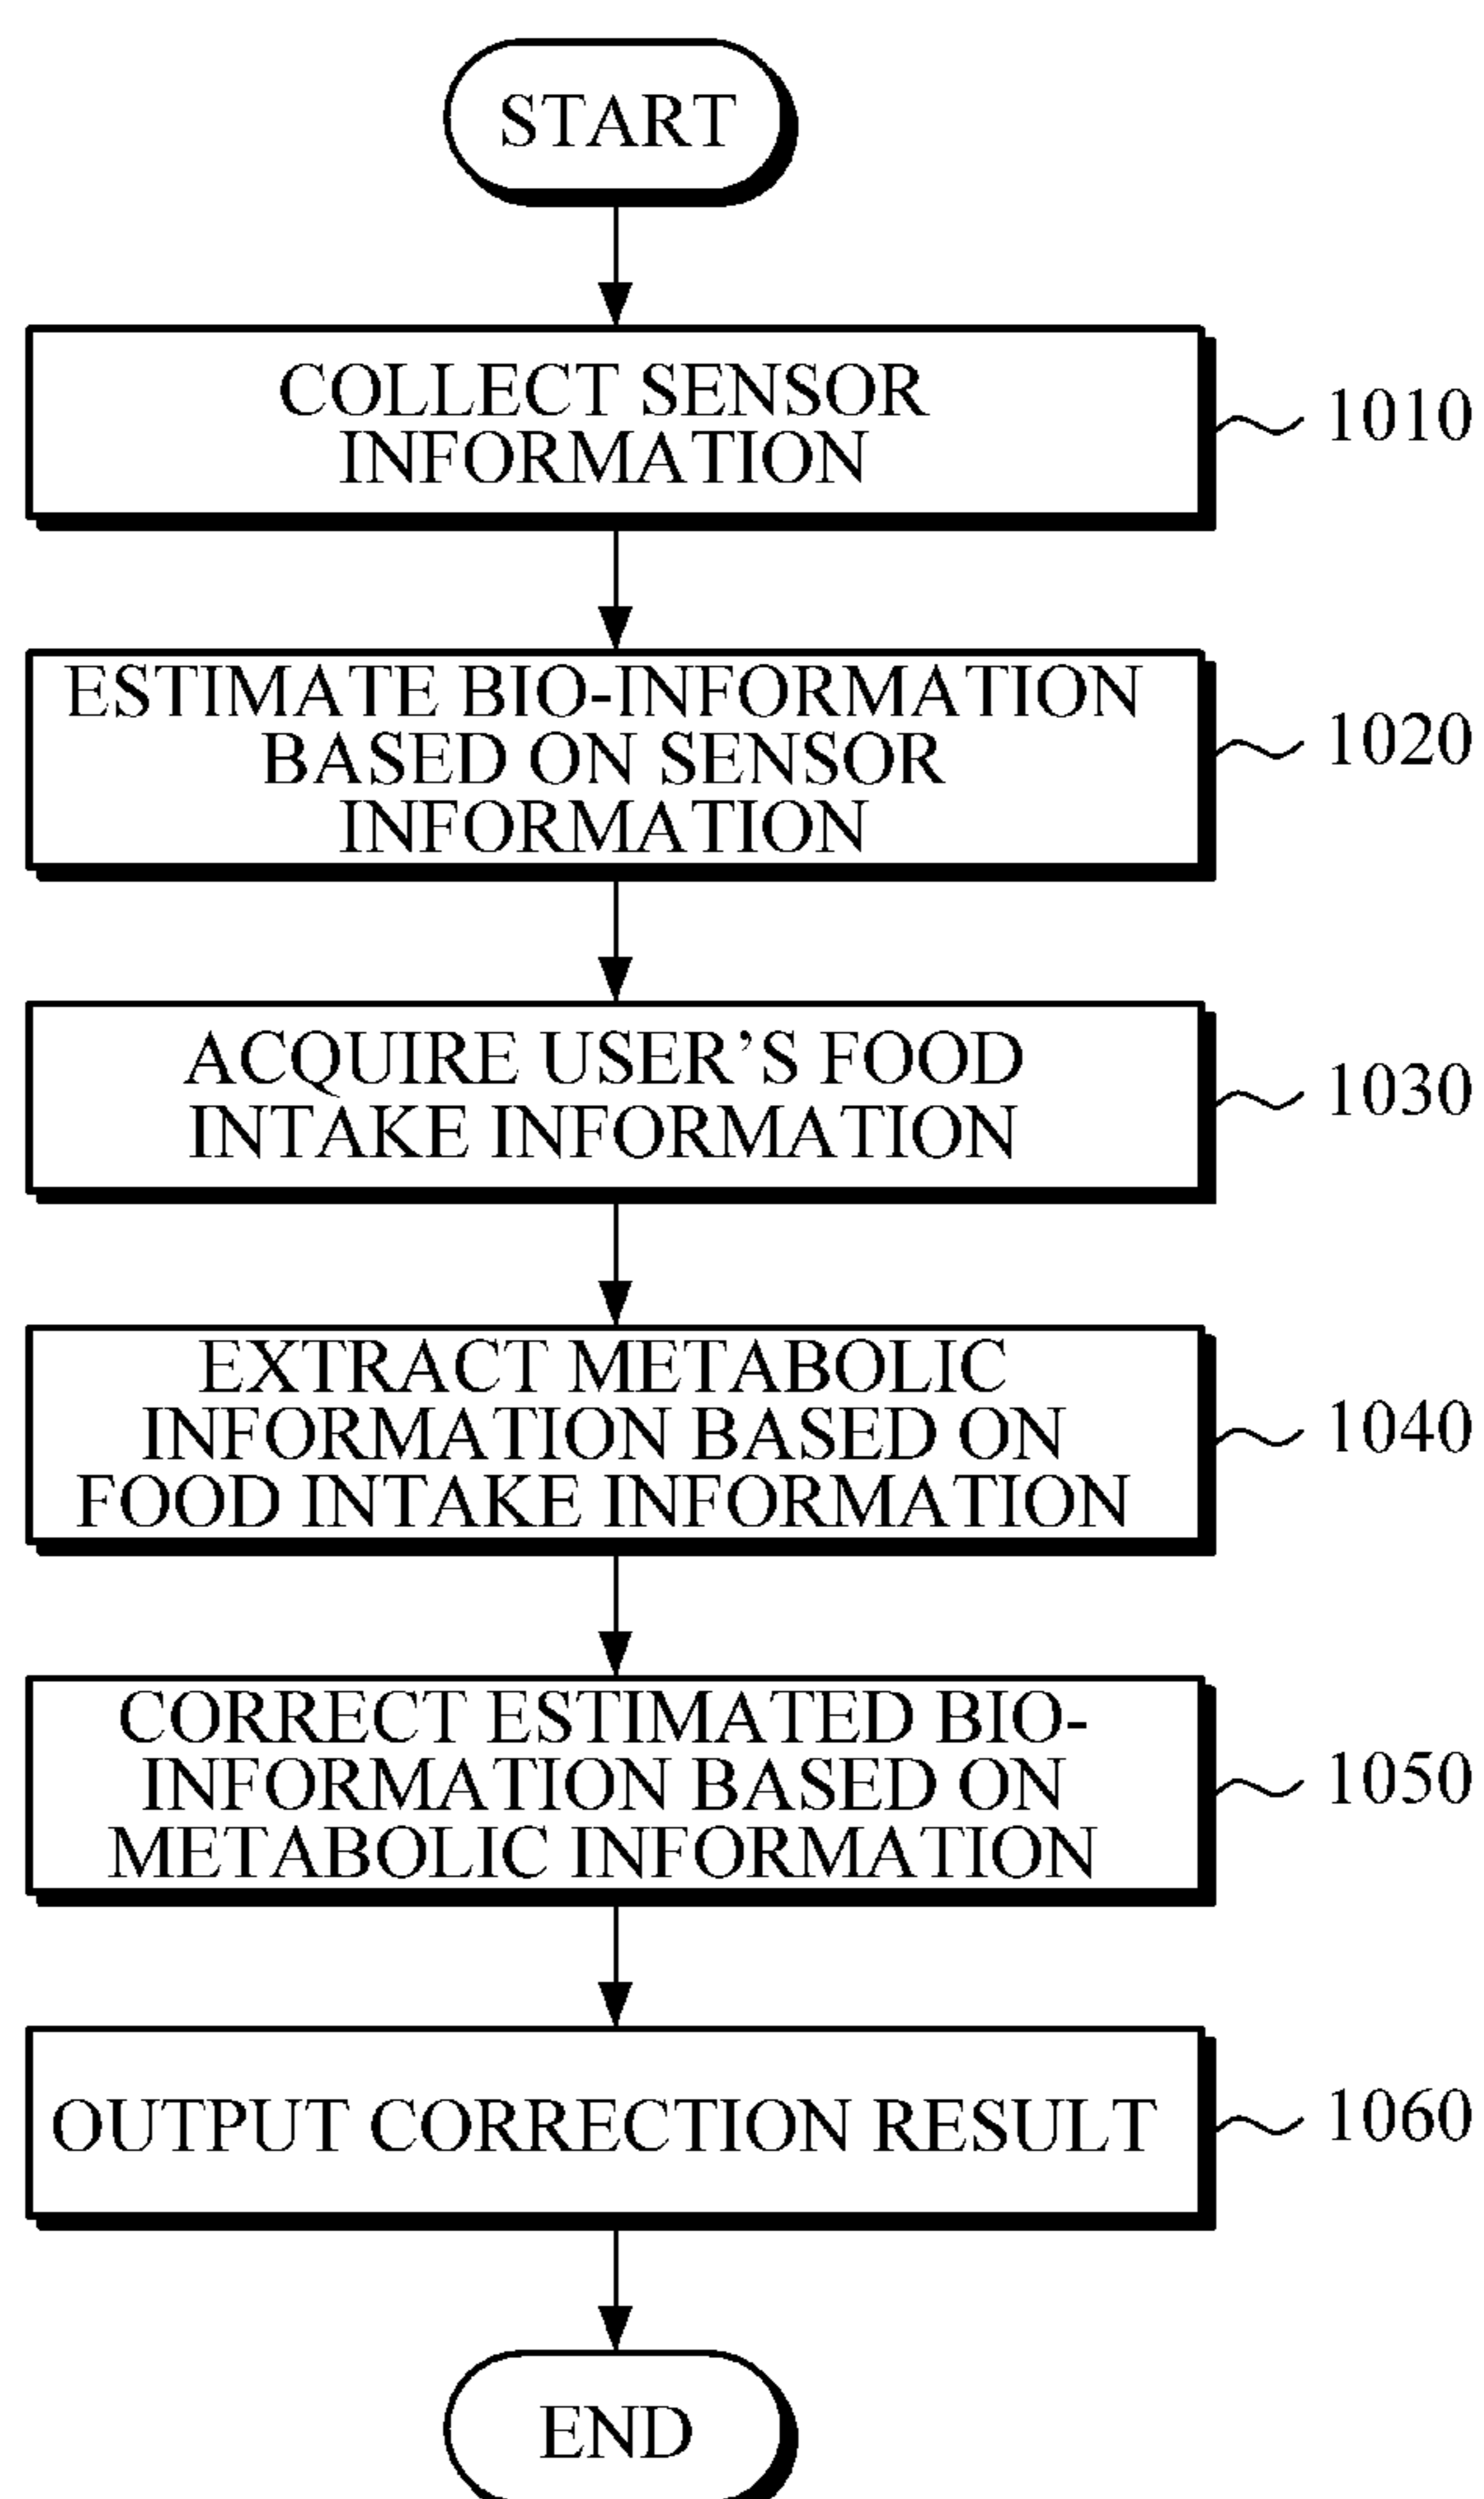 START
COLLECT SENSOR
INFORMATION
1010
ESTIMATE BIO-INFORMATION
BASED ON SENSOR
INFORMATION
1020
ACQUIRE USER’S FOOD
INTAKE INFORMATION
1030
EXTRACT METABOLIC
INFORMATION BASED ON
FOOD INTAKE INFORMATION
1040
CORRECT ESTIMATED BIO-
INFORMATION BASED ON
METABOLIC INFORMATION
1050
OUTPUT CORRECTION RESULT
1060
END